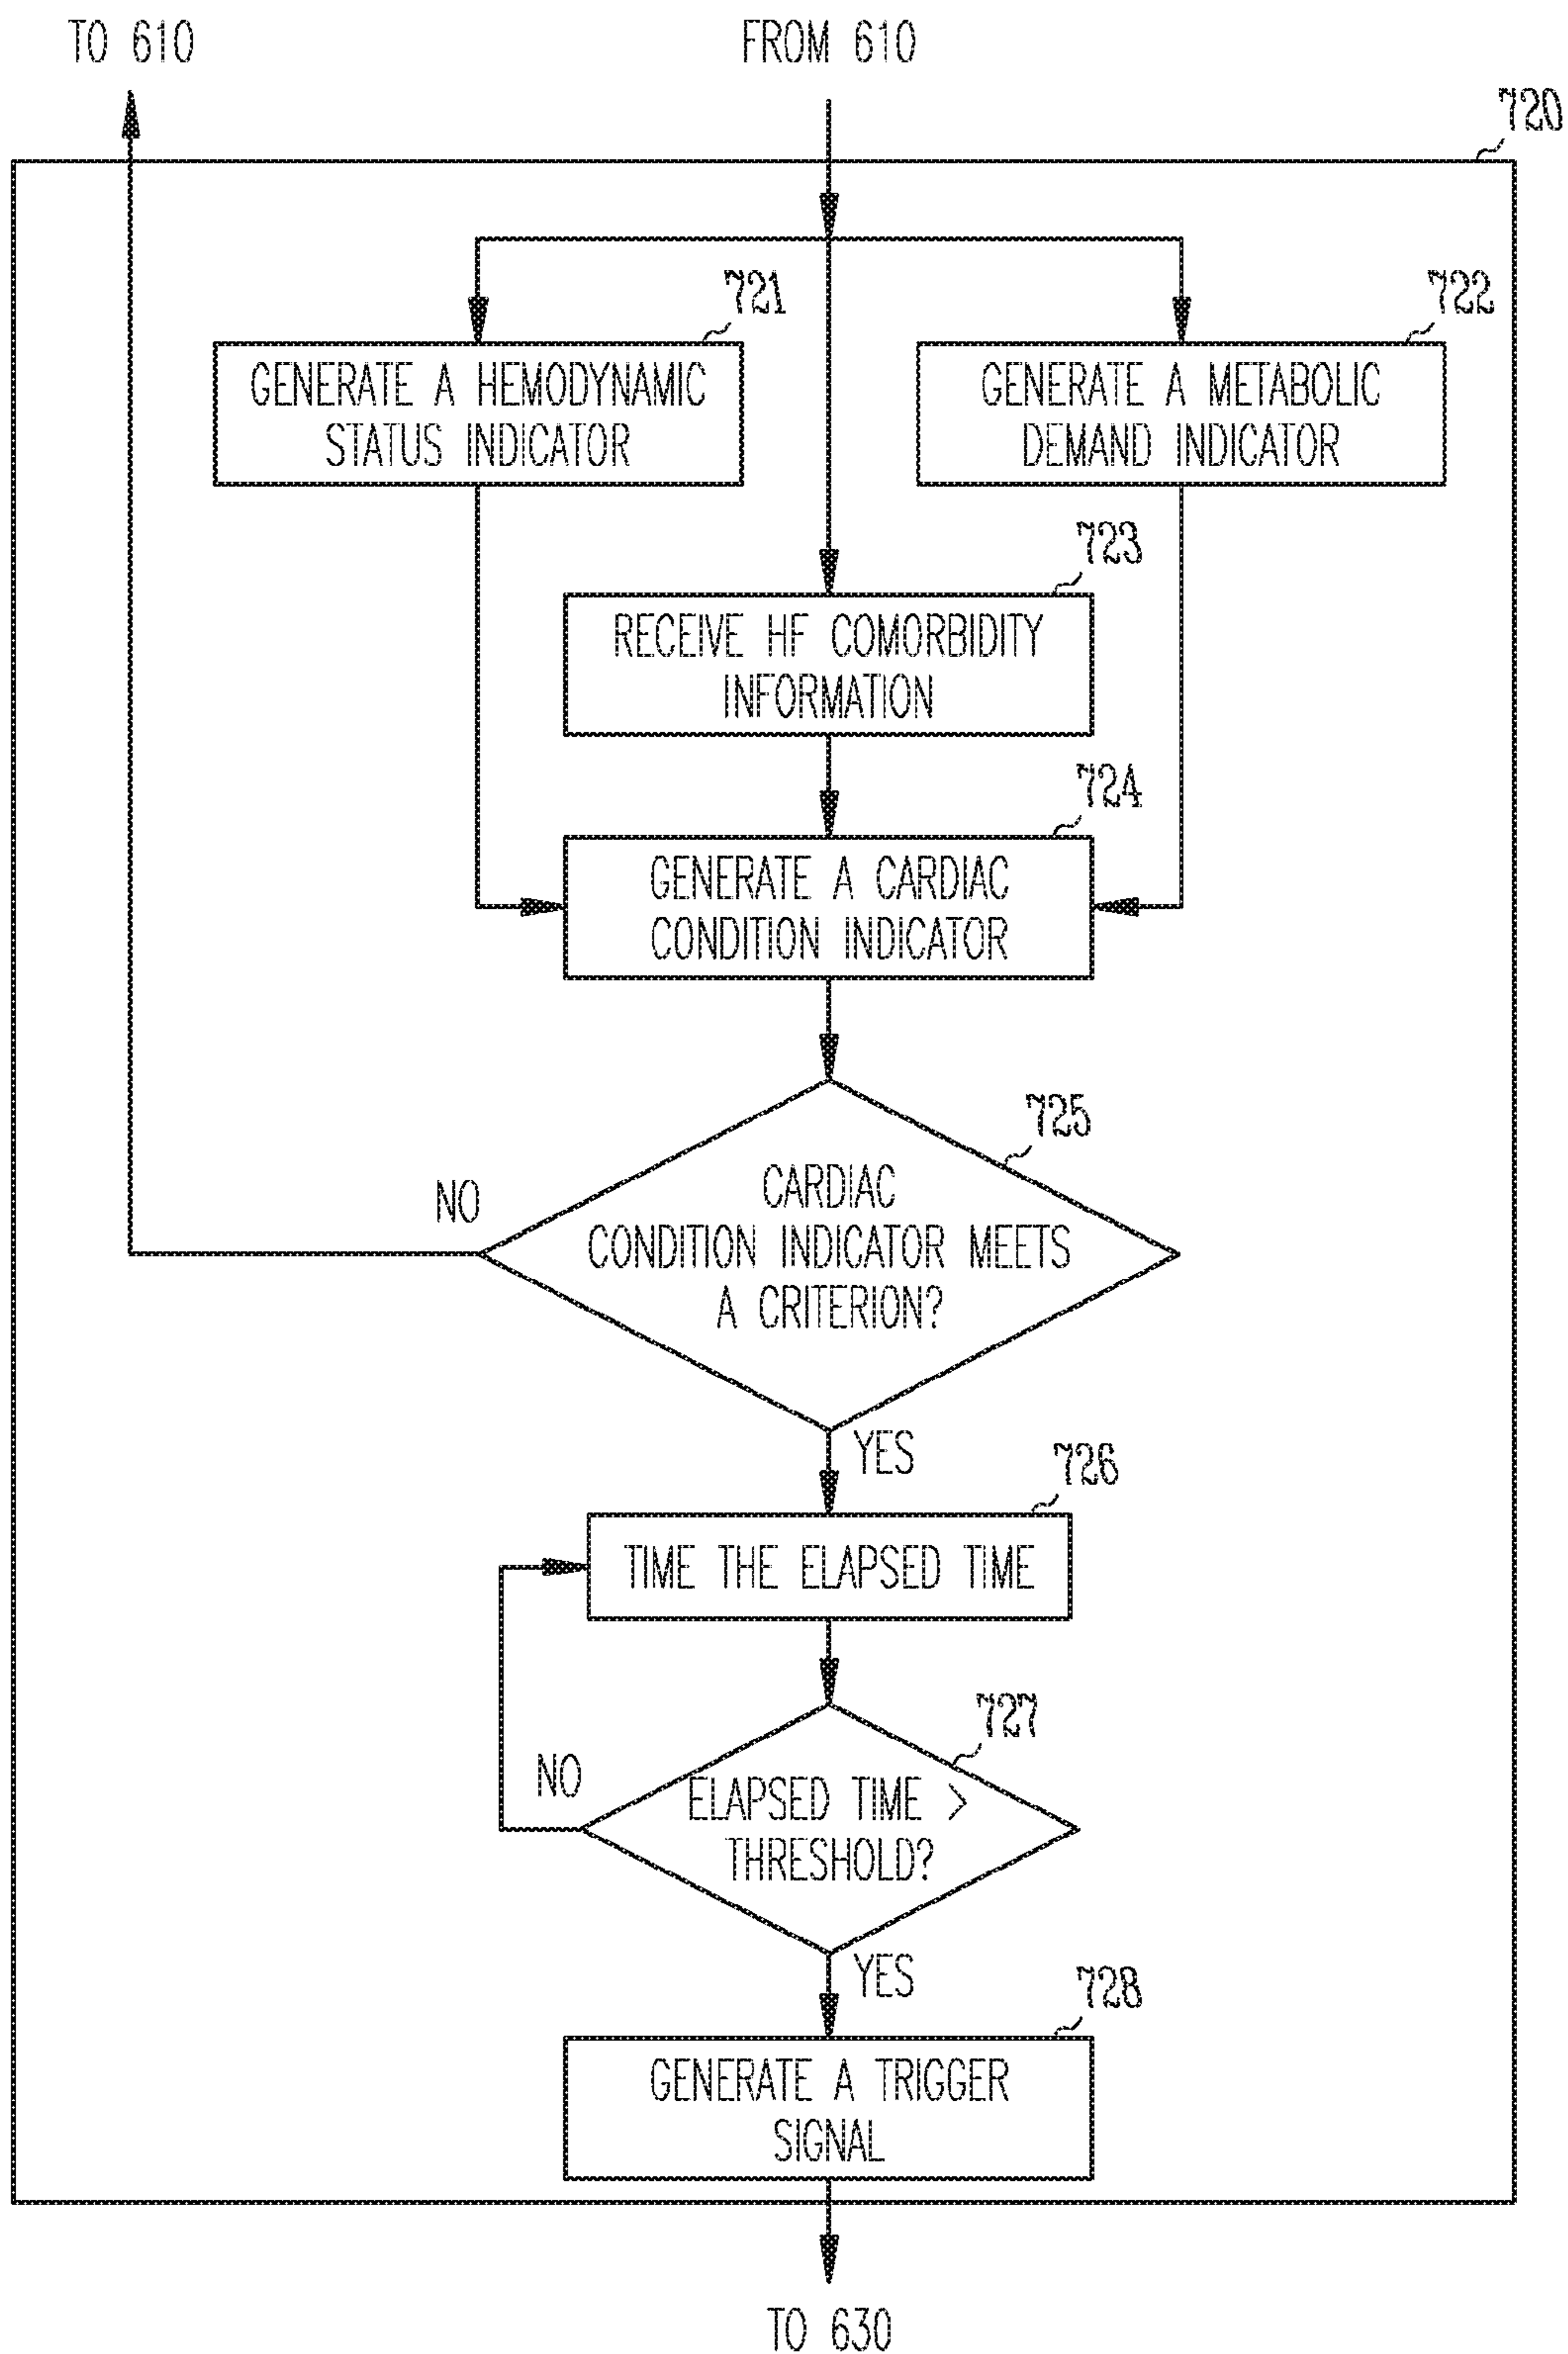 TO 610
FROM 610
720
721
722
GENERATE A HEMODYNAMIC
STATUS INDICATOR
GENERATE A METABOLIC
DEMAND INDICATOR
723
RECEIVE HF COMORBIDITY
INFORMATION
724
GENERATE A CARDIAC
CONDITION INDICATOR
725
CARDIAC
CONDITION INDICATOR MEETS
A CRITERION?
NO
YES
726
TIME THE ELAPSED TIME
727
ELAPSED TIME >
THRESHOLD?
NO
YES
728
GENERATE A TRIGGER
SIGNAL
TO 630